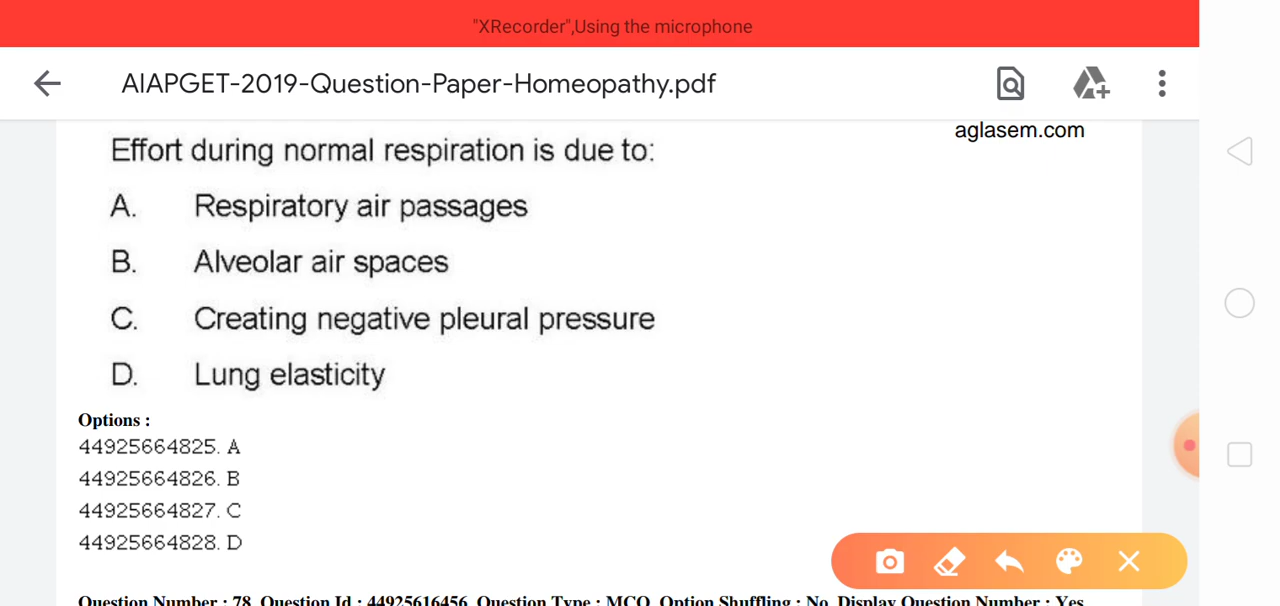 "XRecorder",Using the microphone
AIAPGET-2019-Question-Paper-Homeopathy.pdf
aglasem.com
Effort during normal respiration is due to:
A. Respiratory air passages
B. Alveolar air spaces
C. Creating negative pleural pressure
D. Lung elasticity
Options :
44925664825. A
44925664826. B
44925664827. C
44925664828. D
Question Number : 78 Question Id : 44925616456 Question Type : MCQ Option Shuffling : No Display Question Number : Yes